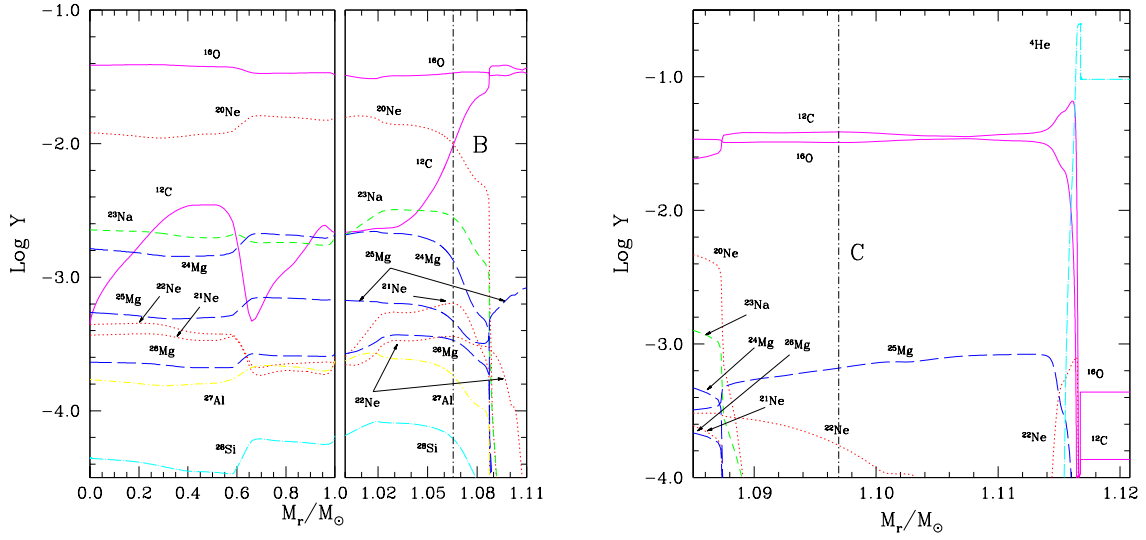 -1.0
-2.0
-3.0
-4.0
Log Y
¹⁶O
²⁰Ne
¹²C
²³Na
²⁴Mg
²⁵Mg
²²Ne
²¹Ne
²⁶Mg
²⁷Al
²⁸Si
0.0 0.2 0.4 0.6 0.8 1.0
¹⁶O
²⁰Ne
B
¹²C
²³Na
²⁵Mg ²⁴Mg
²¹Ne
²⁶Mg
²²Ne ²⁷Al
²⁸Si
1.02 1.05 1.08 1.11
M_r/M_⊙
-1.0
-2.0
-3.0
-4.0
Log Y
⁴He
¹²C
¹⁶O
²⁰Ne
C
²³Na
²⁴Mg
²⁶Mg
²⁵Mg
²¹Ne
²²Ne
²²Ne
¹⁶O
¹²C
1.09 1.10 1.11 1.12
M_r/M_⊙